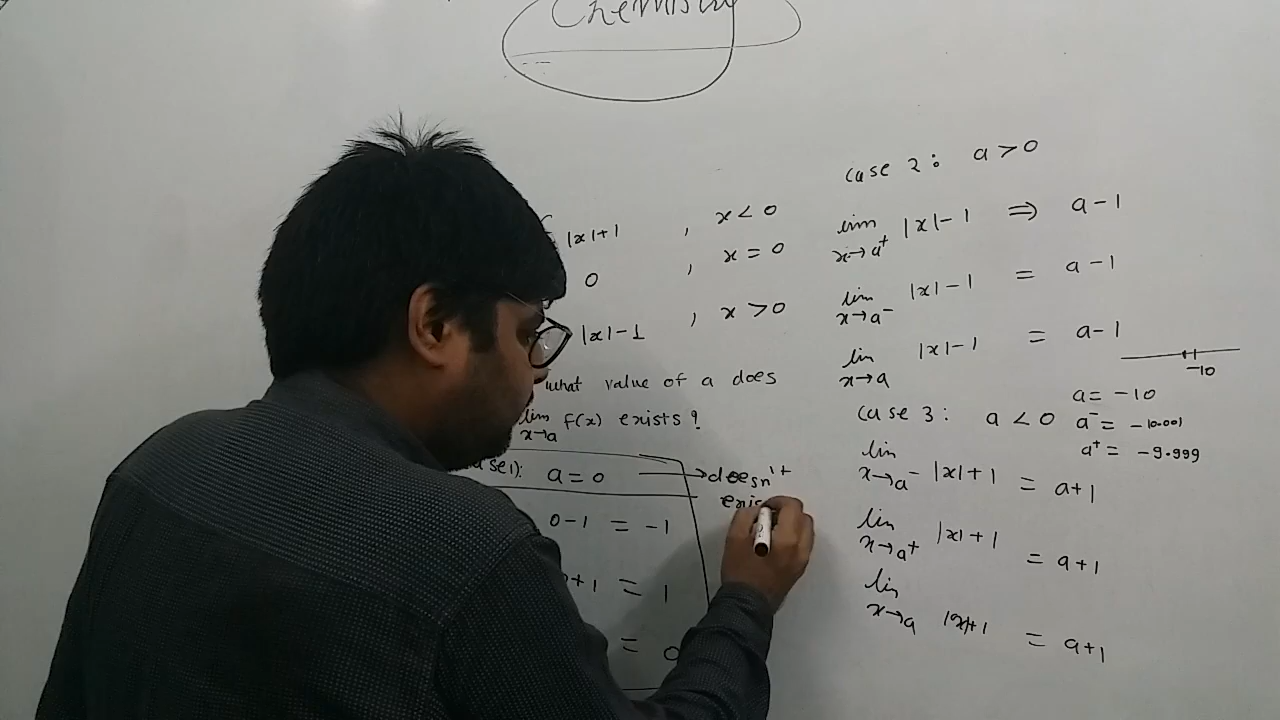 Chemistry
|x|+1 , x < 0
0 , x = 0
|x|-1 , x > 0
what value of a does
lim x→a f(x) exists?
case1): a = 0 → doesn't
0-1 = -1
+1 = 1
= 0
case 2: a > 0
lim x→a⁺ |x|-1 ⇒ a-1
lim x→a⁻ |x|-1 = a-1
lim x→a |x|-1 = a-1
-10
a = -10
case 3: a < 0 a⁻ = -10.001
a⁺ = -9.999
lim x→a⁻ |x|+1 = a+1
lim x→a⁺ |x|+1 = a+1
lim x→a |x|+1 = a+1